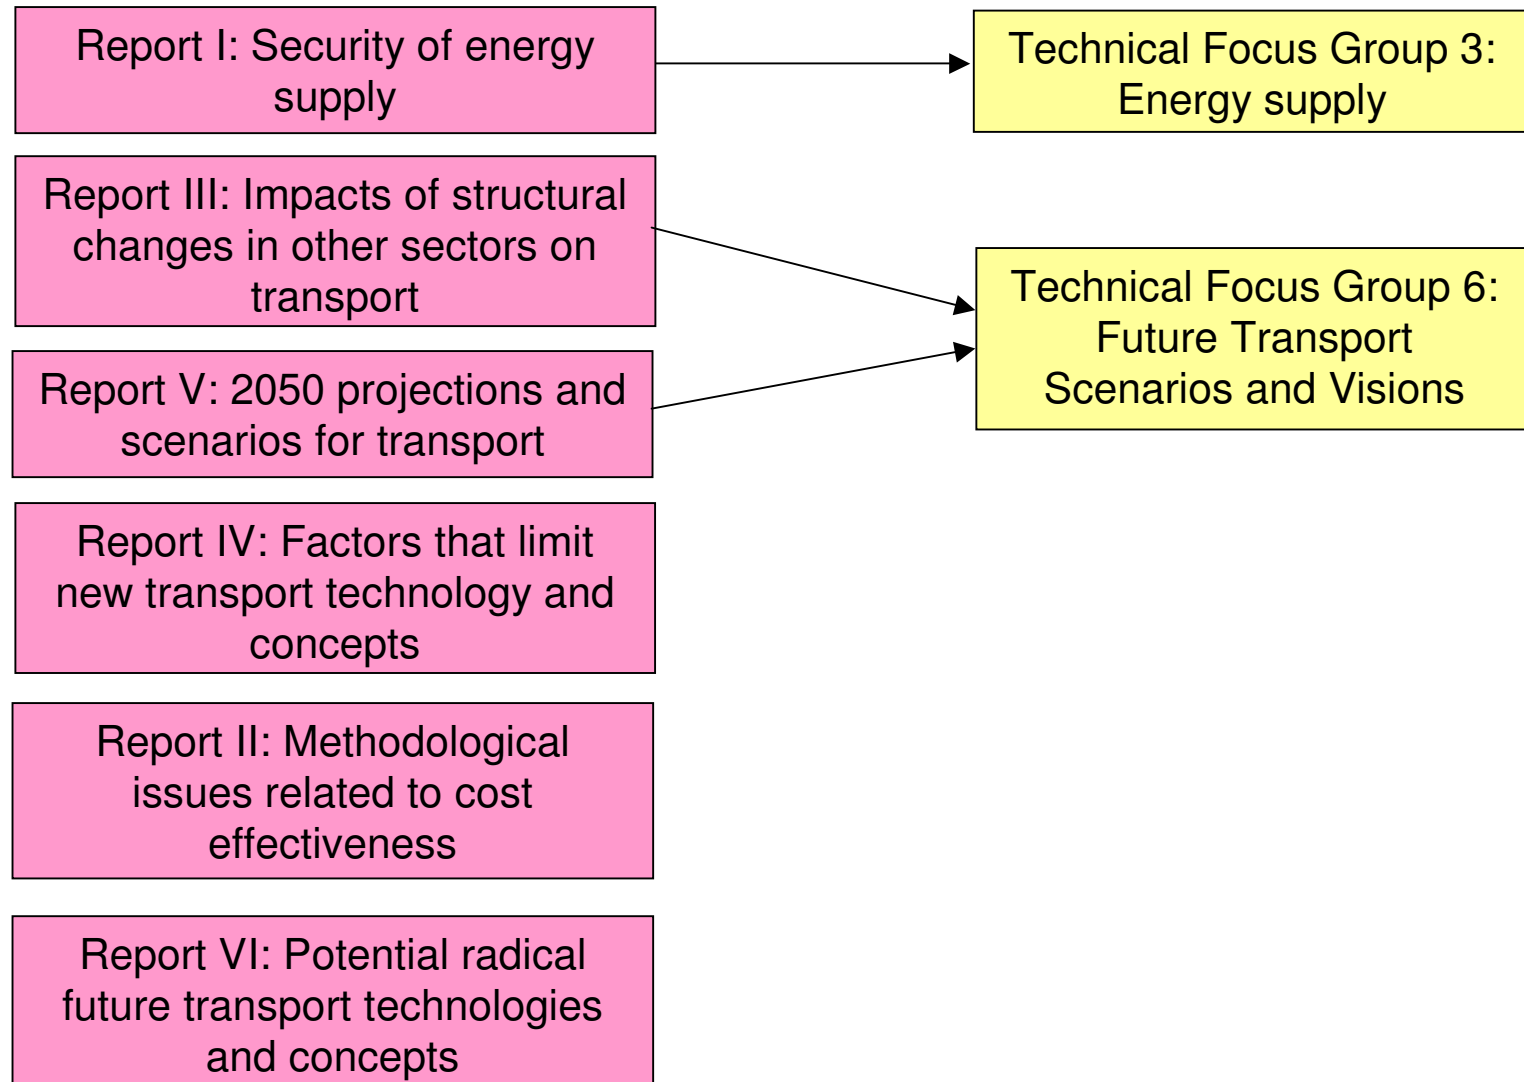 Report I: Security of energy
supply
Technical Focus Group 3:
Energy supply
Report III: Impacts of structural
changes in other sectors on
transport
Technical Focus Group 6:
Future Transport
Scenarios and Visions
Report V: 2050 projections and
scenarios for transport
Report IV: Factors that limit
new transport technology and
concepts
Report II: Methodological
issues related to cost
effectiveness
Report VI: Potential radical
future transport technologies
and concepts